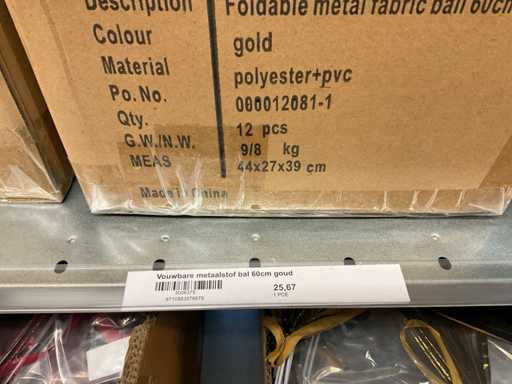 Description Foldable metal fabric ball 60cm
Colour gold
Material polyester+pvc
Po. No. 000012081-1
Qty. 12 pcs
G.W./N.W. 9/8 kg
MEAS 44x27x39 cm
Made in China
Vouwbare metaalstof bal 60cm goud
25,67
1 PCE